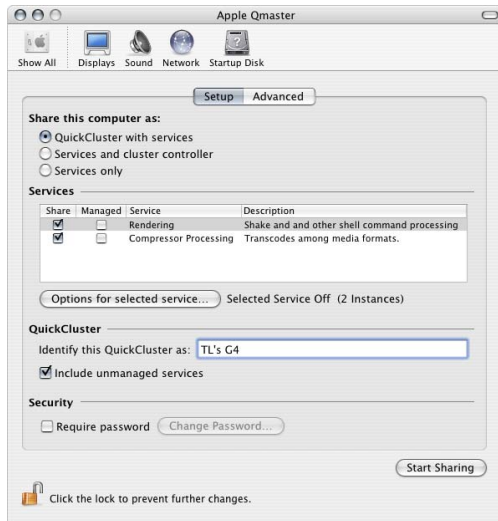 Apple Qmaster
Show All Displays Sound Network Startup Disk
Setup Advanced
Share this computer as:
QuickCluster with services
Services and cluster controller
Services only
Services
Share Managed Service Description
Rendering Shake and and other shell command processing
Compressor Processing Transcodes among media formats.
Options for selected service... Selected Service Off (2 Instances)
QuickCluster
Identify this QuickCluster as: TL's G4
Include unmanaged services
Security
Require password Change Password...
Start Sharing
Click the lock to prevent further changes.